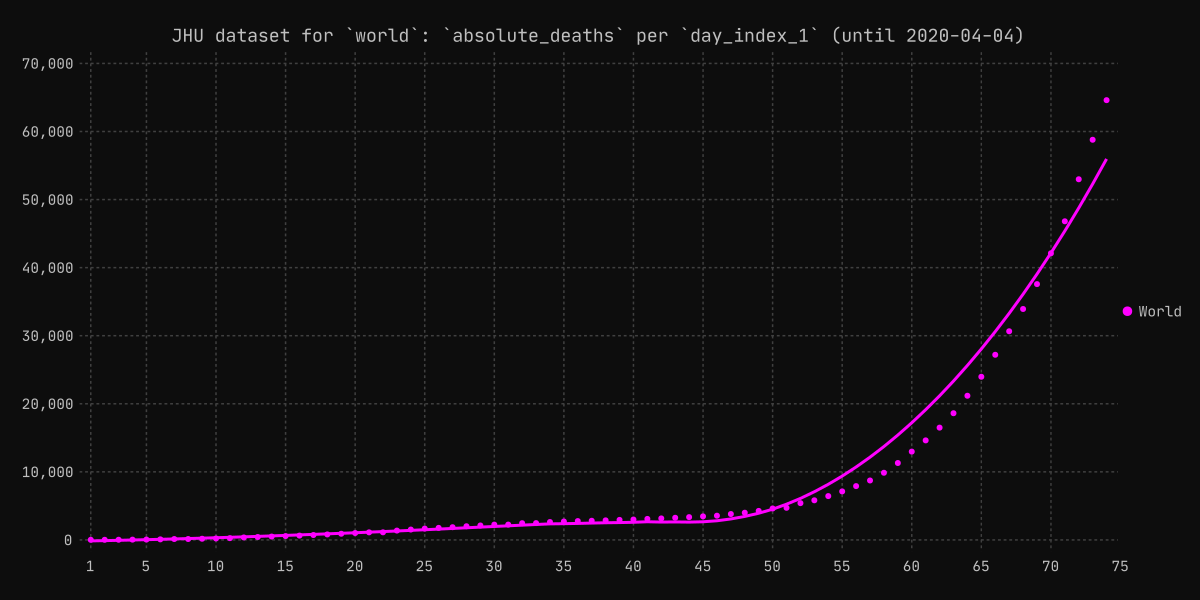 JHU dataset for `world`: `absolute_deaths` per `day_index_1` (until 2020-04-04)
70,000
60,000
50,000
40,000
30,000
20,000
10,000
0
World
1 5 10 15 20 25 30 35 40 45 50 55 60 65 70 75